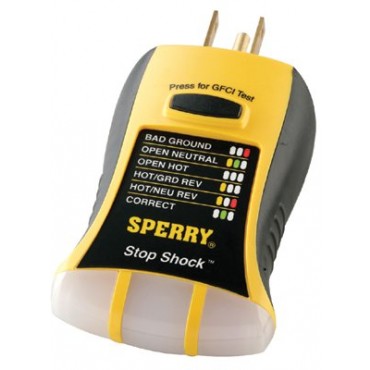 Press for GFCI Test
BAD GROUND
OPEN NEUTRAL
OPEN HOT
HOT/GRD REV
HOT/NEU REV
CORRECT
SPERRY®
Stop Shock™